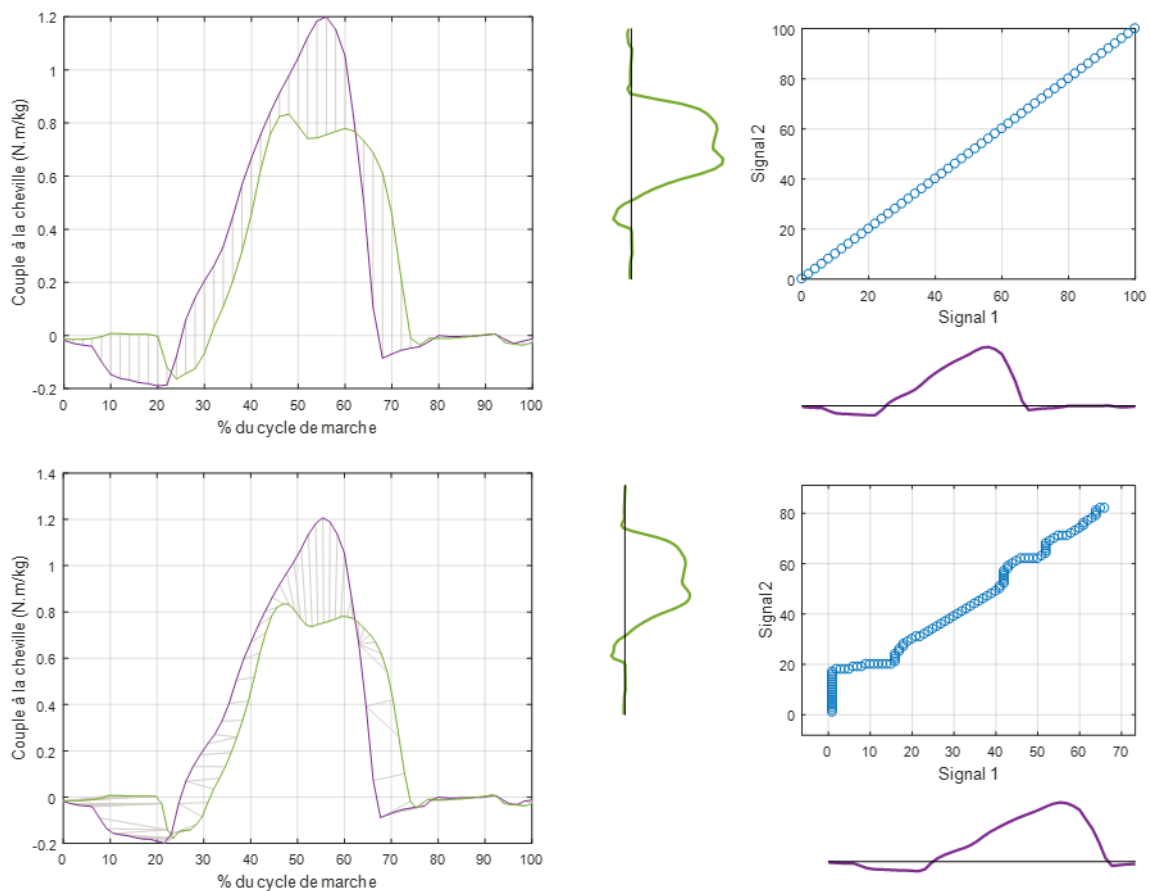 1.2
1
0.8
0.6
0.4
0.2
0
-0.2
Couple à la cheville (N.m/kg)
0 10 20 30 40 50 60 70 80 90 100
% du cycle de marche
100
80
60
40
20
0
Signal 2
0 20 40 60 80 100
Signal 1
1.4
1.2
1
0.8
0.6
0.4
0.2
0
-0.2
Couple à la cheville (N.m/kg)
0 10 20 30 40 50 60 70 80 90 100
% du cycle de marche
80
60
40
20
0
Signal 2
0 10 20 30 40 50 60 70
Signal 1